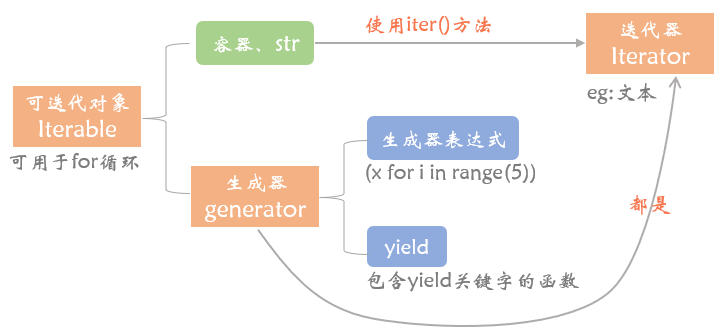 使用iter()方法
容器、str
迭代器
Iterator
eg:文本
可迭代对象
Iterable
可用于for循环
生成器表达式
(x for i in range(5))
生成器
generator
都是
yield
包含yield关键字的函数